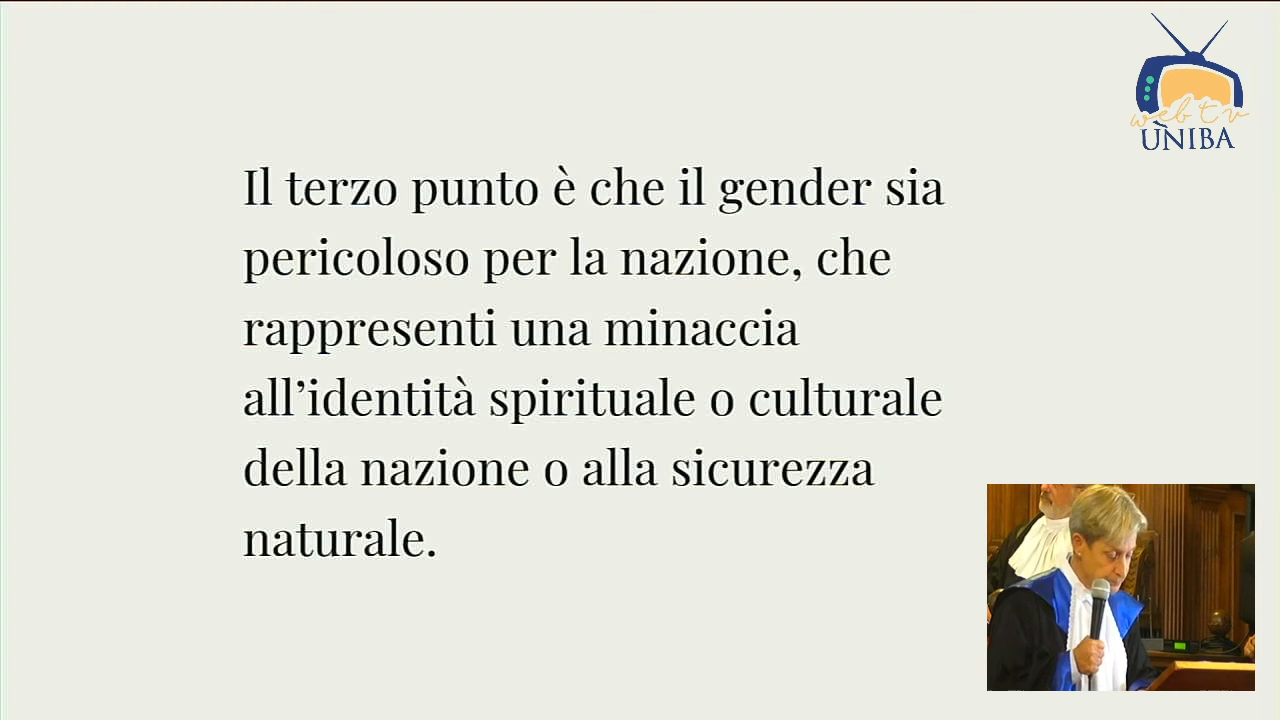 web tv
UNIBA
Il terzo punto è che il gender sia
pericoloso per la nazione, che
rappresenti una minaccia
all’identità spirituale o culturale
della nazione o alla sicurezza
naturale.